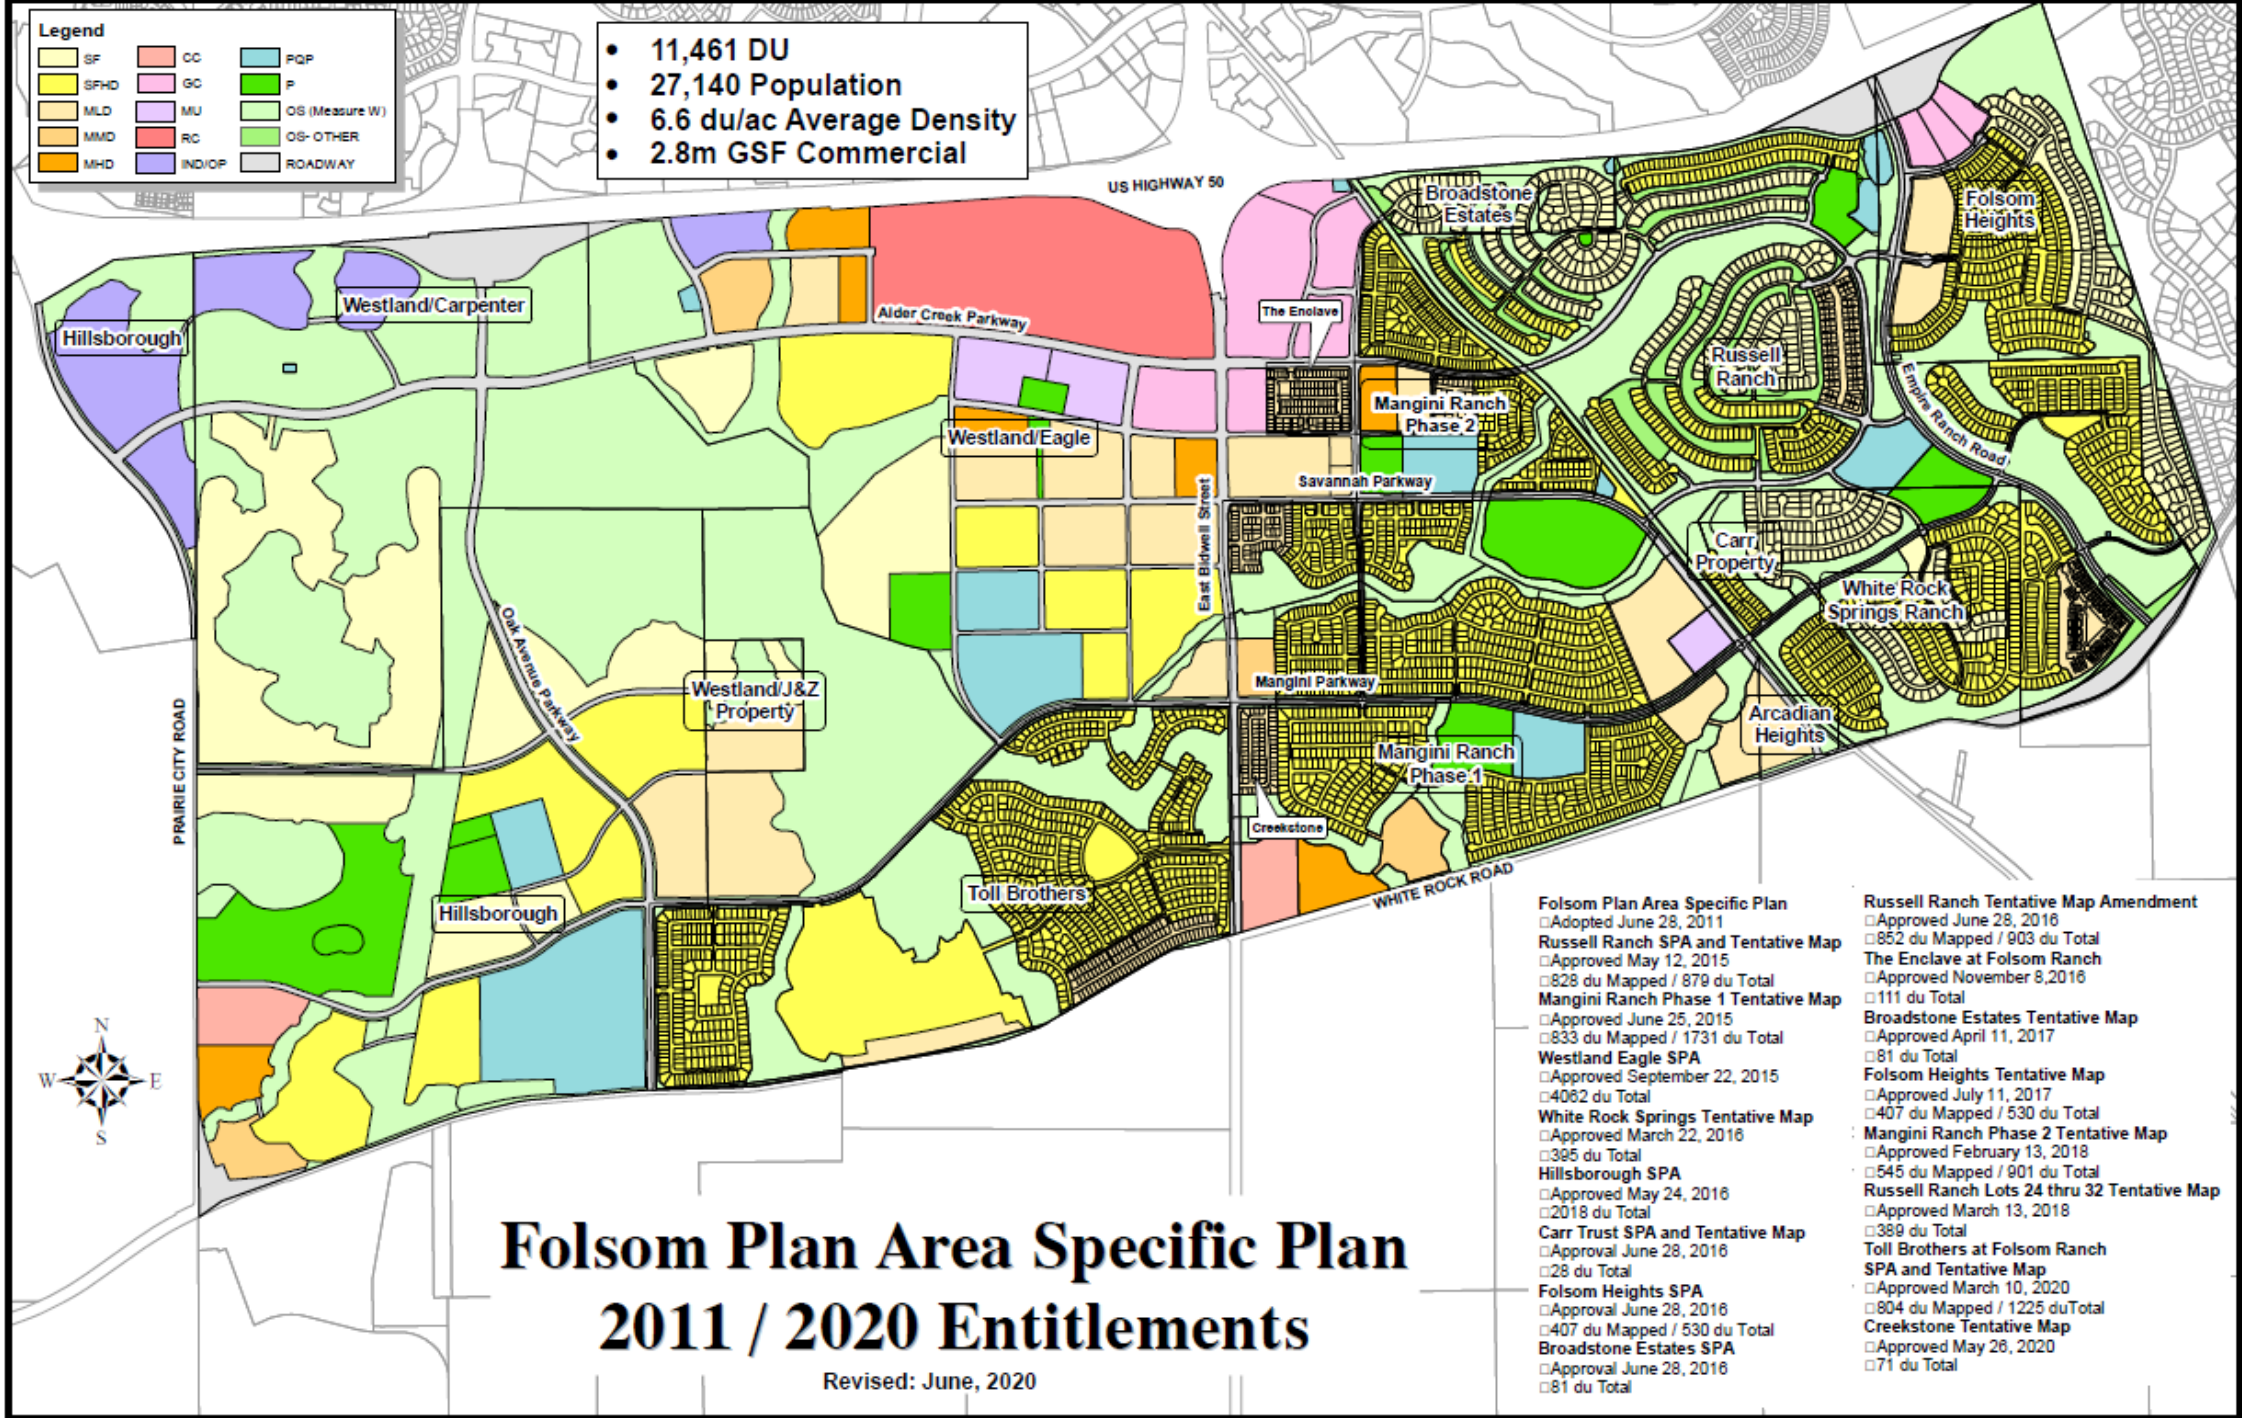 Legend
SF
SFHD
MLD
MMD
MHD
CC
GC
MU
RC
IND/OP
PQP
P
OS (Measure W)
OS- OTHER
ROADWAY
• 11,461 DU
• 27,140 Population
• 6.6 du/ac Average Density
• 2.8m GSF Commercial
US HIGHWAY 50
Broadstone
Estates
Folsom
Heights
Westland/Carpenter
Hillsborough
Alder Creek Parkway
The Enclave
Russell
Ranch
Empire Ranch Road
Mangini Ranch
Phase 2
Westland/Eagle
Savannah Parkway
East Bidwell Street
Carr
Property
White Rock
Springs Ranch
Oak Avenue Parkway
Westland/J&Z
Property
Mangini Parkway
PRAIRIE CITY ROAD
Arcadian
Heights
Mangini Ranch
Phase 1
Creekstone
Toll Brothers
Hillsborough
WHITE ROCK ROAD
N
W
E
S
Folsom Plan Area Specific Plan
2011 / 2020 Entitlements
Revised: June, 2020
Folsom Plan Area Specific Plan
□Adopted June 28, 2011
Russell Ranch SPA and Tentative Map
□Approved May 12, 2015
□828 du Mapped / 879 du Total
Mangini Ranch Phase 1 Tentative Map
□Approved June 25, 2015
□833 du Mapped / 1731 du Total
Westland Eagle SPA
□Approved September 22, 2015
□4062 du Total
White Rock Springs Tentative Map
□Approved March 22, 2016
□395 du Total
Hillsborough SPA
□Approved May 24, 2016
□2018 du Total
Carr Trust SPA and Tentative Map
□Approval June 28, 2016
□28 du Total
Folsom Heights SPA
□Approval June 28, 2016
□407 du Mapped / 530 du Total
Broadstone Estates SPA
□Approval June 28, 2016
□81 du Total
Russell Ranch Tentative Map Amendment
□Approved June 28, 2016
□852 du Mapped / 903 du Total
The Enclave at Folsom Ranch
□Approved November 8,2016
□111 du Total
Broadstone Estates Tentative Map
□Approved April 11, 2017
□81 du Total
Folsom Heights Tentative Map
□Approved July 11, 2017
□407 du Mapped / 530 du Total
Mangini Ranch Phase 2 Tentative Map
□Approved February 13, 2018
□545 du Mapped / 901 du Total
Russell Ranch Lots 24 thru 32 Tentative Map
□Approved March 13, 2018
□389 du Total
Toll Brothers at Folsom Ranch
SPA and Tentative Map
□Approved March 10, 2020
□804 du Mapped / 1225 duTotal
Creekstone Tentative Map
□Approved May 26, 2020
□71 du Total